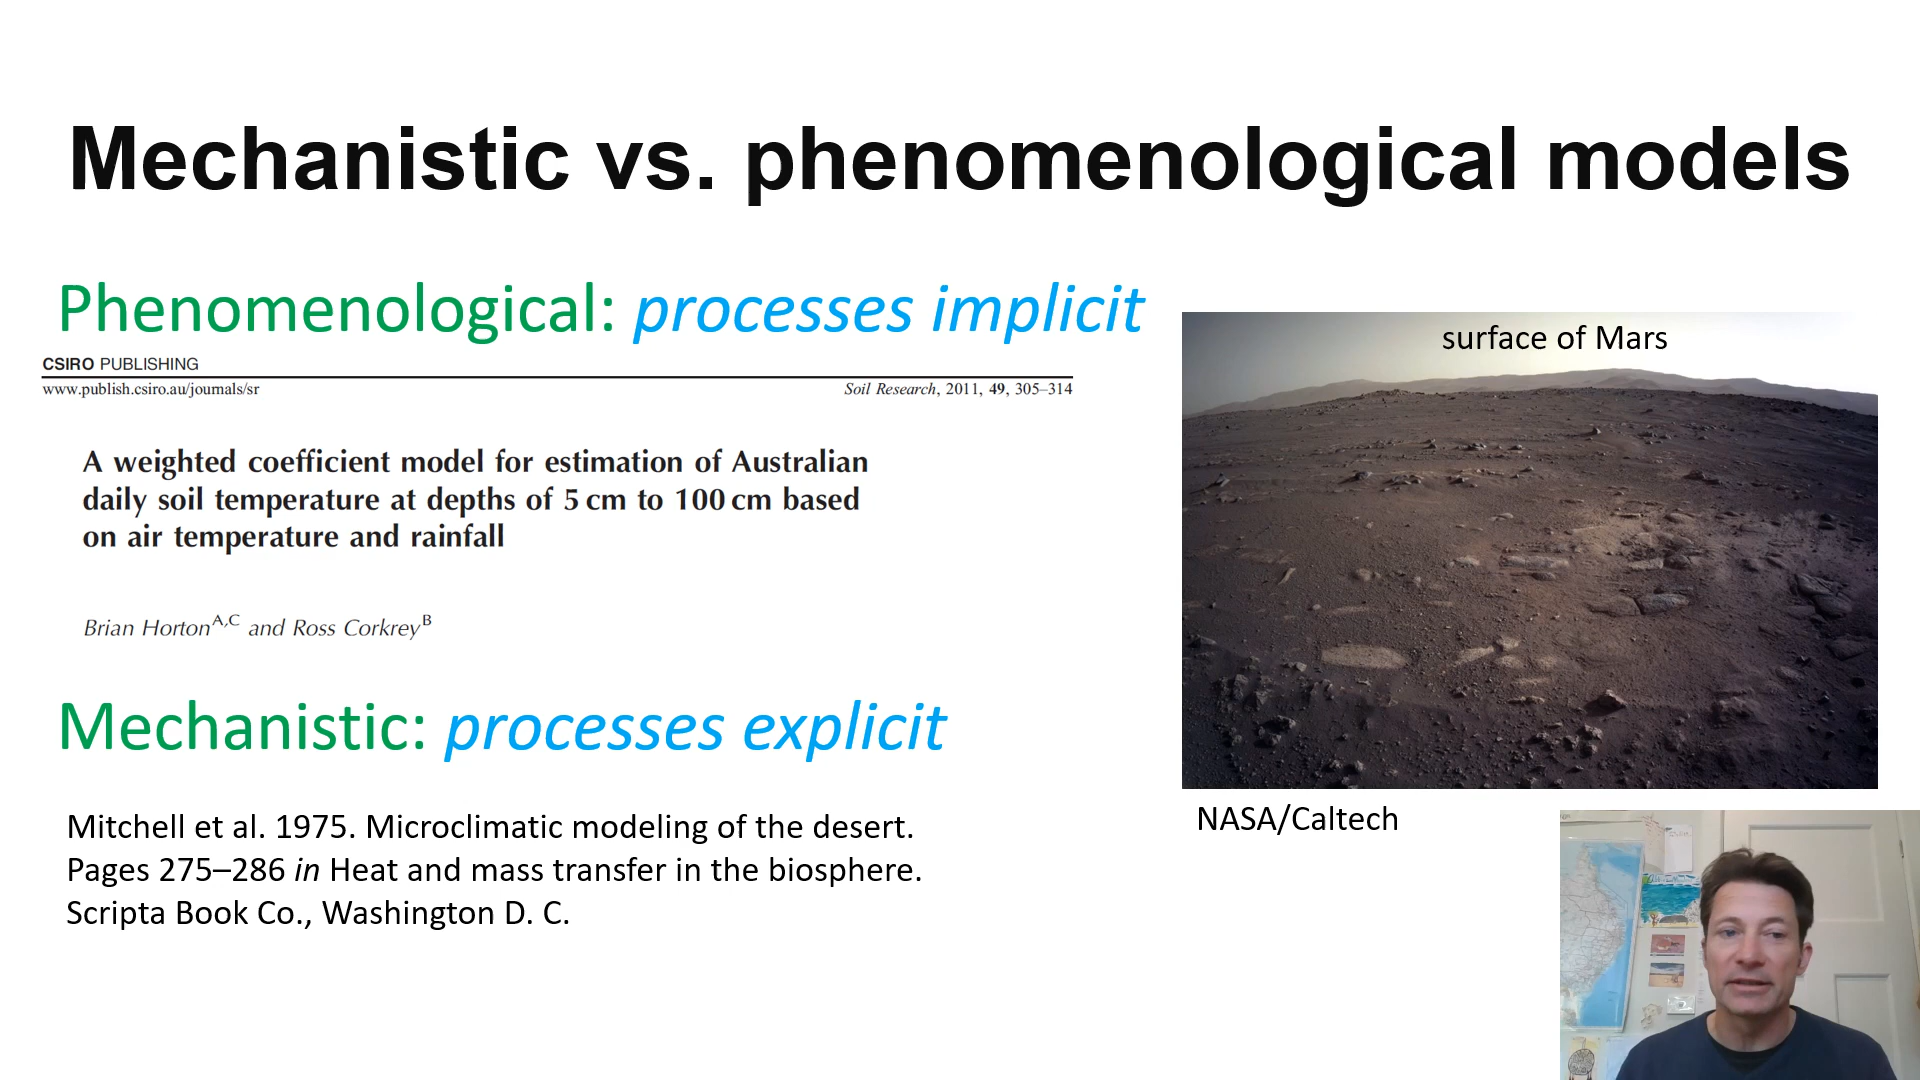 Mechanistic vs. phenomenological models
Phenomenological: processes implicit
CSIRO PUBLISHING
www.publish.csiro.au/journals/sr
Soil Research, 2011, 49, 305–314
A weighted coefficient model for estimation of Australian
daily soil temperature at depths of 5 cm to 100 cm based
on air temperature and rainfall
Brian HortonA,C and Ross CorkreyB
Mechanistic: processes explicit
Mitchell et al. 1975. Microclimatic modeling of the desert.
Pages 275–286 in Heat and mass transfer in the biosphere.
Scripta Book Co., Washington D. C.
surface of Mars
NASA/Caltech